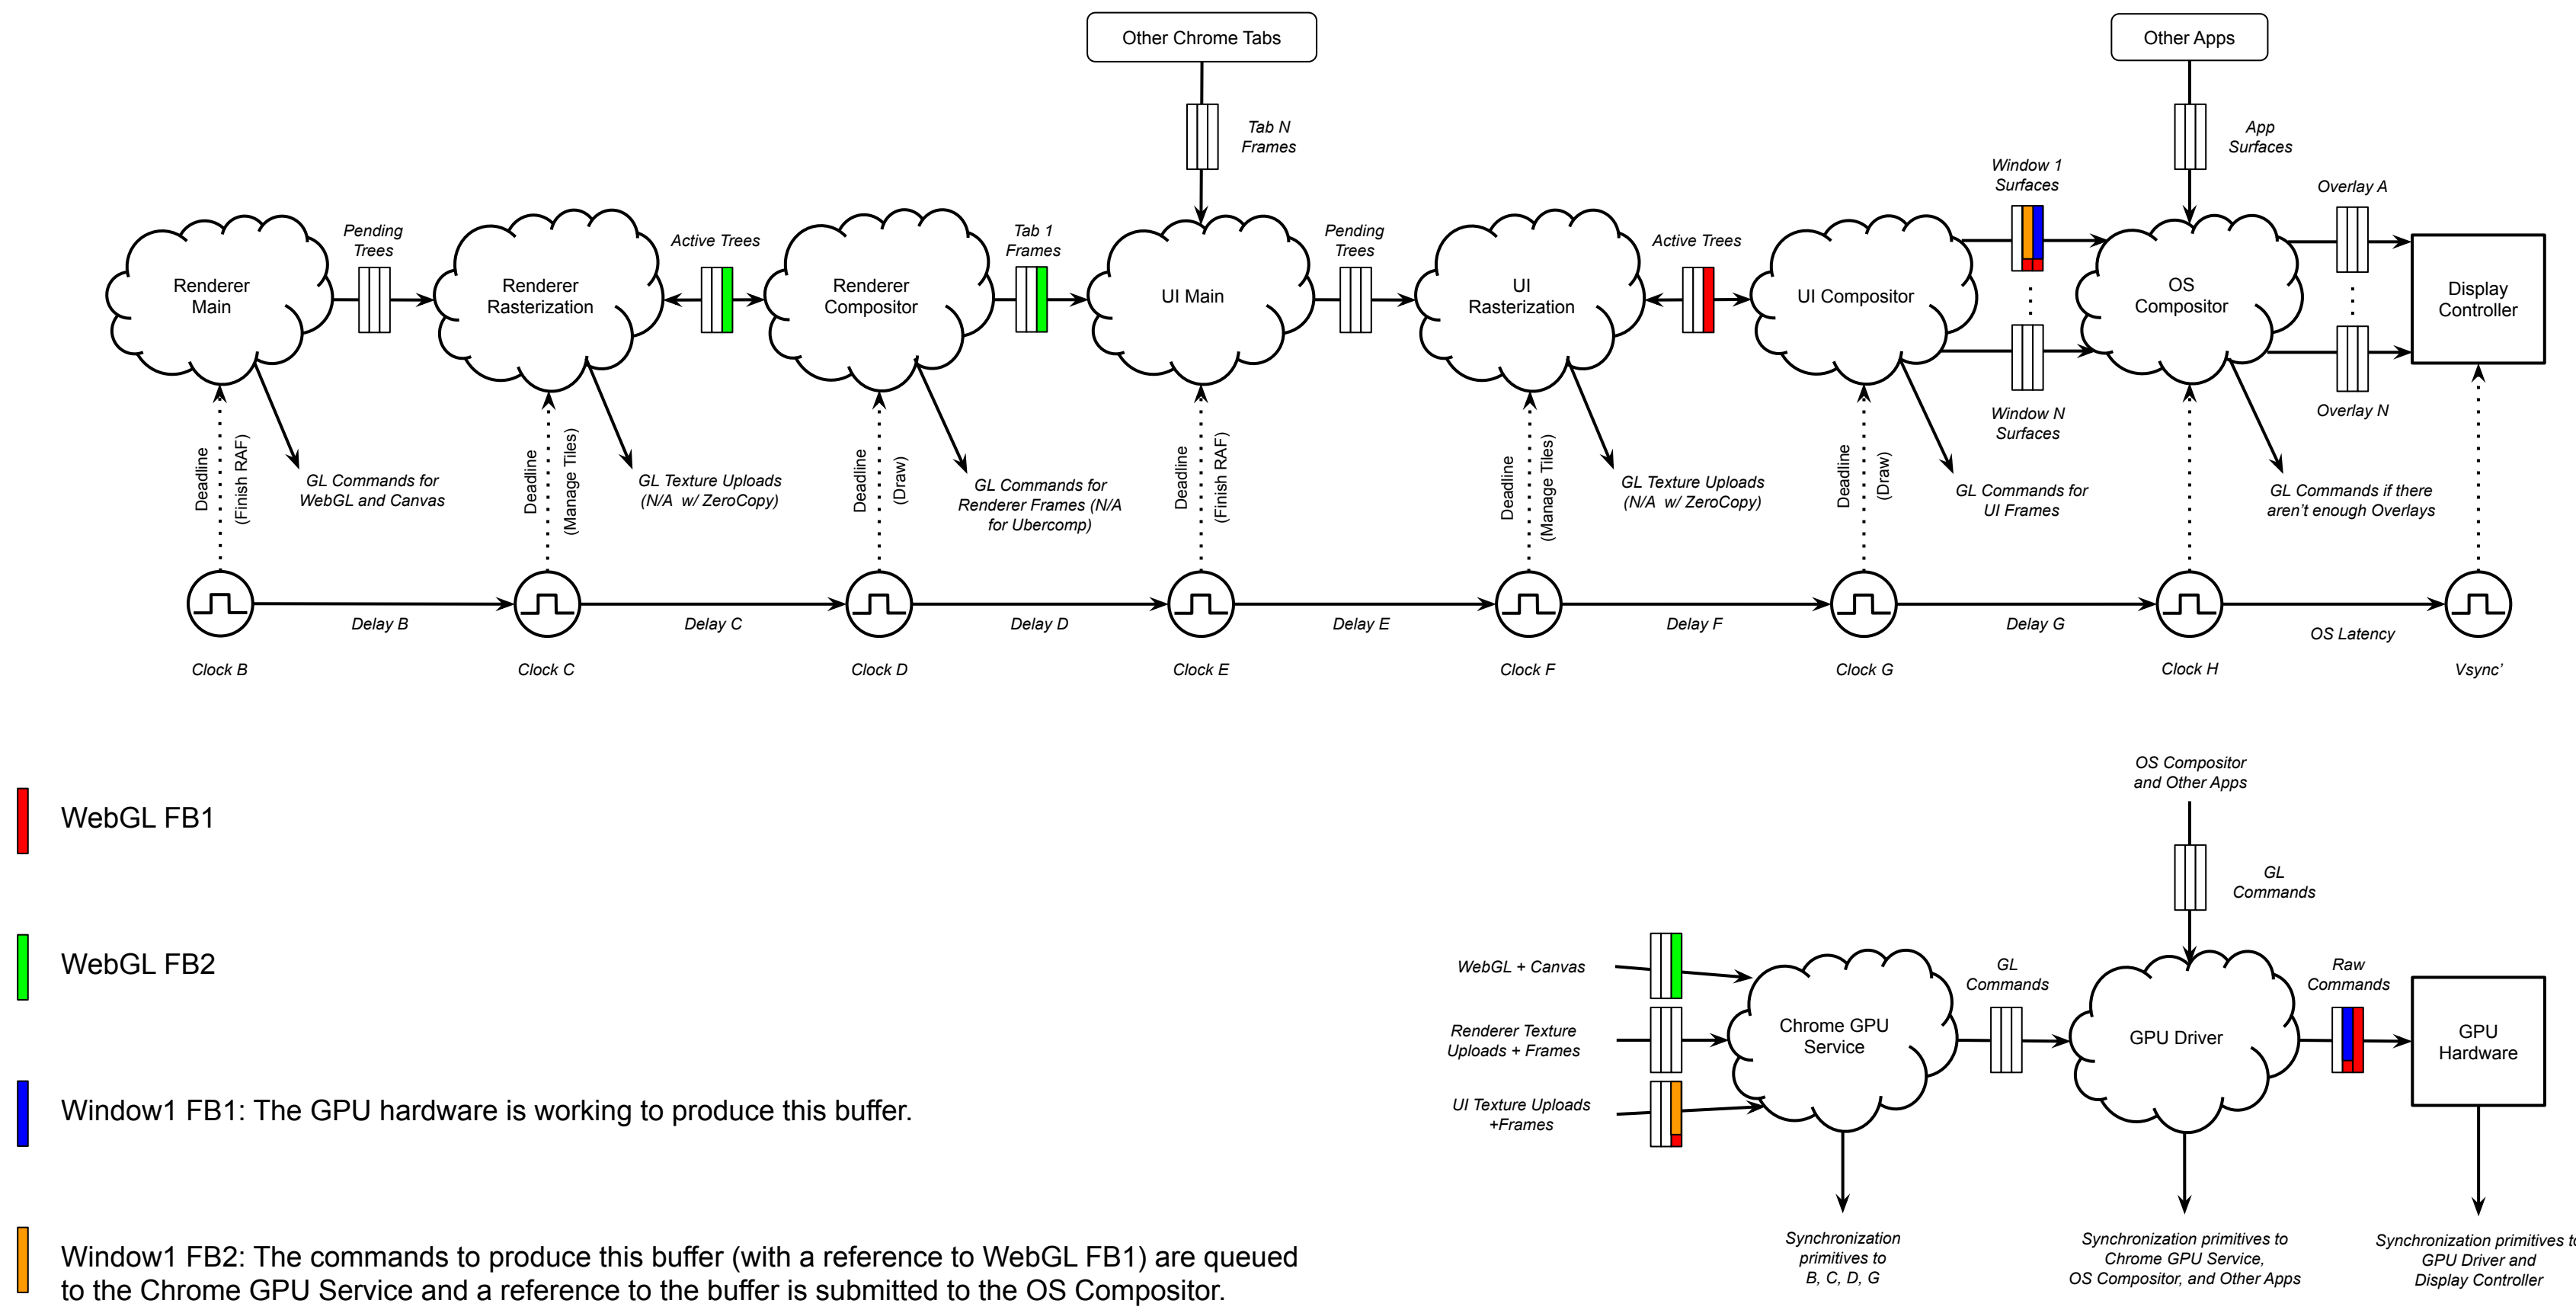 Other Chrome Tabs
Other Apps
Tab N
Frames
App
Surfaces
Window 1
Surfaces
Overlay A
Pending
Trees
Active Trees
Tab 1
Frames
Pending
Trees
Active Trees
Renderer
Main
Renderer
Rasterization
Renderer
Compositor
UI Main
UI
Rasterization
UI Compositor
OS
Compositor
Display
Controller
Window N
Surfaces
Overlay N
Deadline
(Finish RAF)
GL Commands for
WebGL and Canvas
Deadline
(Manage Tiles)
GL Texture Uploads
(N/A w/ ZeroCopy)
Deadline
(Draw)
GL Commands for
Renderer Frames (N/A
for Ubercomp)
Deadline
(Finish RAF)
Deadline
(Manage Tiles)
GL Texture Uploads
(N/A w/ ZeroCopy)
Deadline
(Draw)
GL Commands for
UI Frames
GL Commands if there
aren't enough Overlays
Delay B
Delay C
Delay D
Delay E
Delay F
Delay G
OS Latency
Clock B
Clock C
Clock D
Clock E
Clock F
Clock G
Clock H
Vsync'
WebGL FB1
WebGL FB2
Window1 FB1: The GPU hardware is working to produce this buffer.
Window1 FB2: The commands to produce this buffer (with a reference to WebGL FB1) are queued
to the Chrome GPU Service and a reference to the buffer is submitted to the OS Compositor.
OS Compositor
and Other Apps
GL
Commands
WebGL + Canvas
Renderer Texture
Uploads + Frames
UI Texture Uploads
+Frames
Chrome GPU
Service
GL
Commands
GPU Driver
Raw
Commands
GPU
Hardware
Synchronization
primitives to
B, C, D, G
Synchronization primitives to
Chrome GPU Service,
OS Compositor, and Other Apps
Synchronization primitives to
GPU Driver and
Display Controller